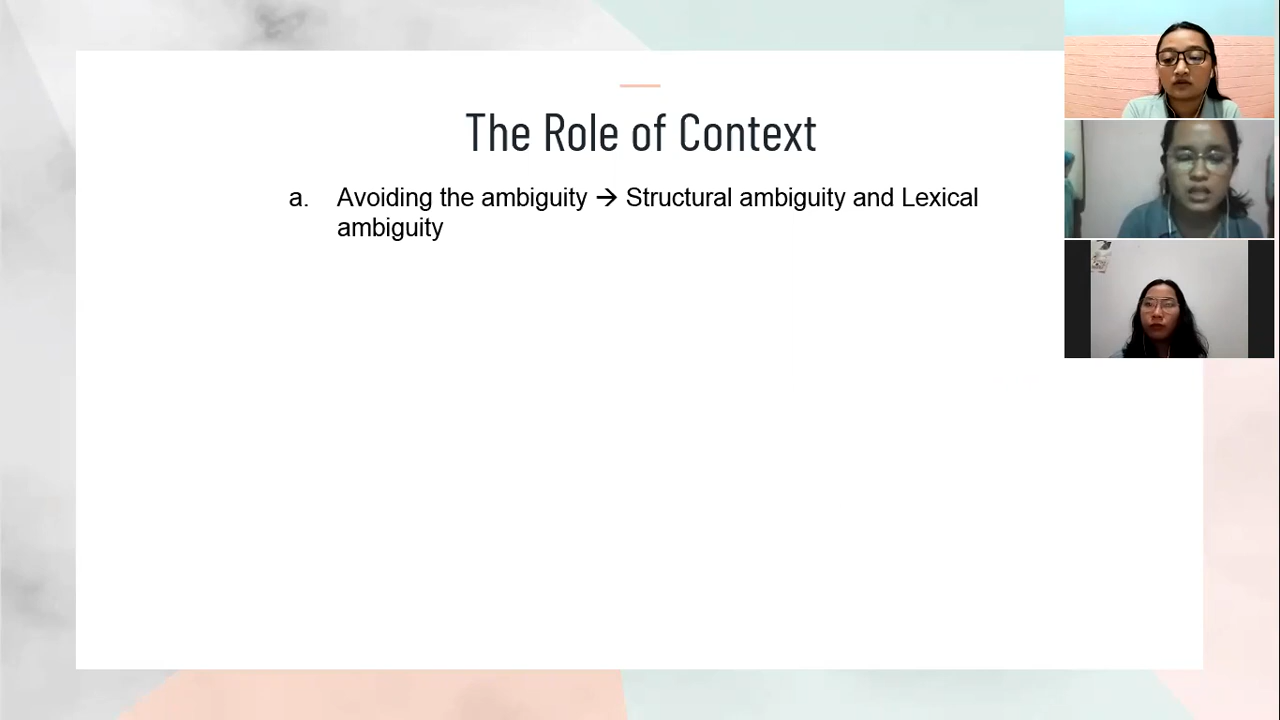 The Role of Context
a. Avoiding the ambiguity → Structural ambiguity and Lexical
ambiguity